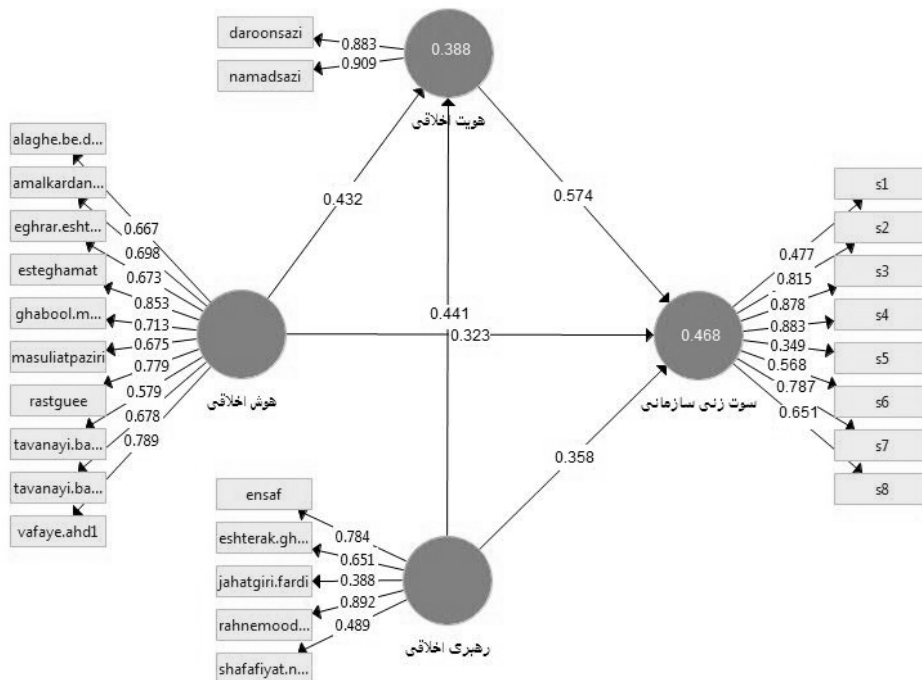 daroonsazi
namadsazi
0.883
0.909
0.388
هویت اخلاقی
alaghe.be.d...
amalkardan...
eghrar.esht...
esteghamat
ghabool.m...
masuliatpaziri
rastguee
tavanayi.ba...
tavanayi.ba...
vafaye.ahd1
0.667
0.698
0.673
0.853
0.713
0.675
0.779
0.579
0.678
0.789
هوش اخلاقی
0.432
0.574
0.441
0.323
0.358
0.468
سوت زنی سازمانی
0.477
0.815
0.878
0.883
0.349
0.568
0.787
0.651
s1
s2
s3
s4
s5
s6
s7
s8
ensaf
eshterak.gh...
jahatgiri.fardi
rahnemood...
shafafiyat.n...
0.784
0.651
0.388
0.892
0.489
رهبری اخلاقی